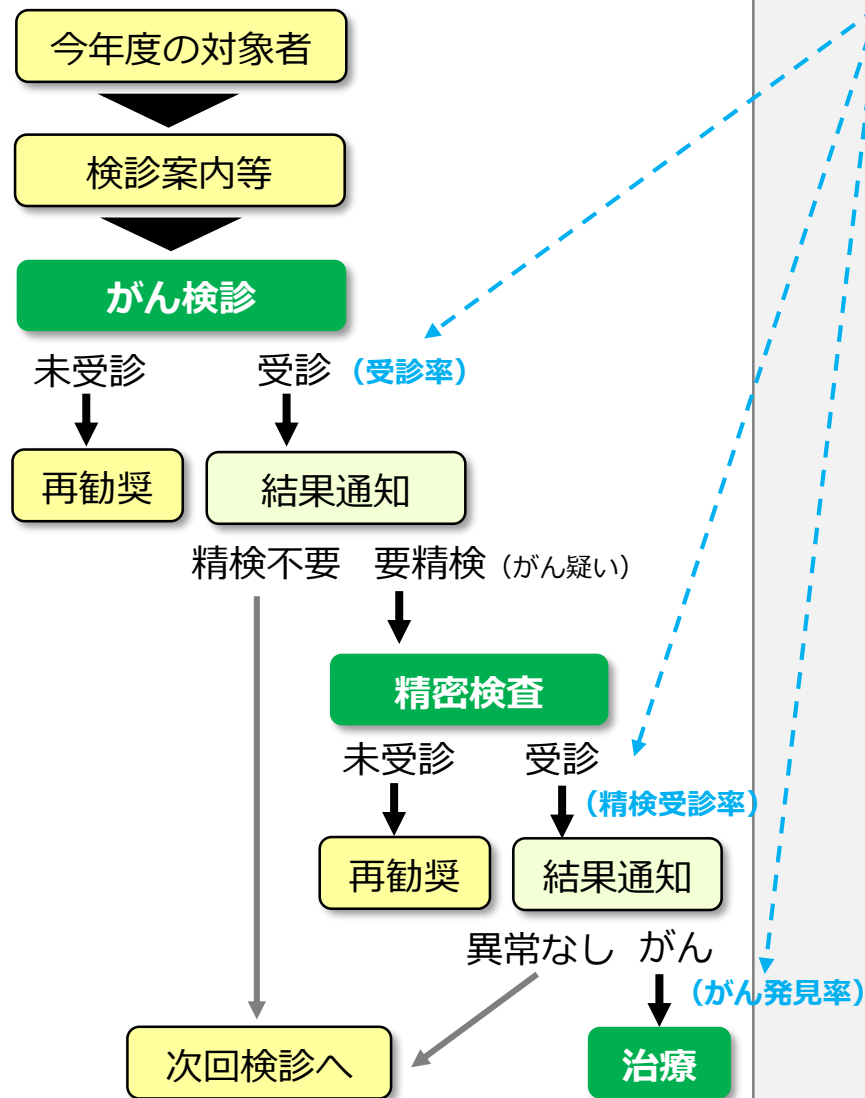 今年度の対象者
検診案内等
がん検診
未受診 受診 (受診率)
再勧奨 結果通知
精検不要 要精検 (がん疑い)
精密検査
未受診 受診
(精検受診率)
再勧奨 結果通知
異常なし がん
(がん発見率)
次回検診へ 治療